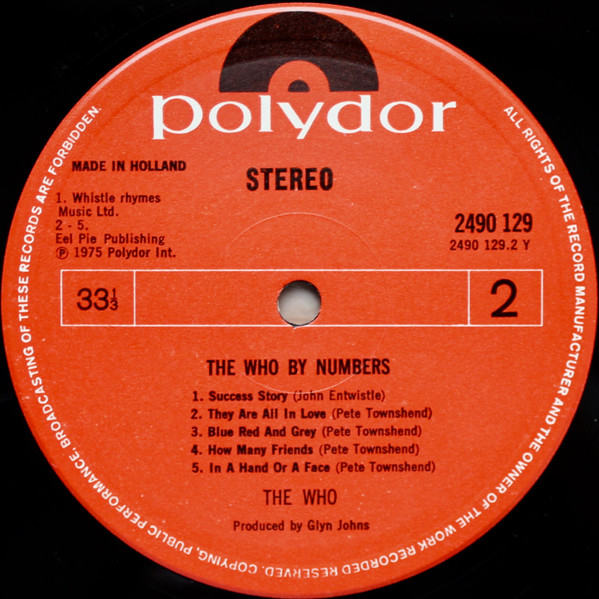 polydor
MADE IN HOLLAND
STEREO
1. Whistle rhymes
Music Ltd.
2 - 5.
Eel Pie Publishing
℗ 1975 Polydor Int.
2490 129
2490 129.2 Y
33⅓
2
THE WHO BY NUMBERS
1. Success Story (John Entwistle)
2. They Are All In Love (Pete Townshend)
3. Blue Red And Grey (Pete Townshend)
4. How Many Friends (Pete Townshend)
5. In A Hand Or A Face (Pete Townshend)
THE WHO
Produced by Glyn Johns
ALL RIGHTS OF THE RECORD MANUFACTURER AND THE OWNER OF THE WORK RECORDED RESERVED. COPYING, PUBLIC PERFORMANCE, BROADCASTING OF THESE RECORDS ARE FORBIDDEN.